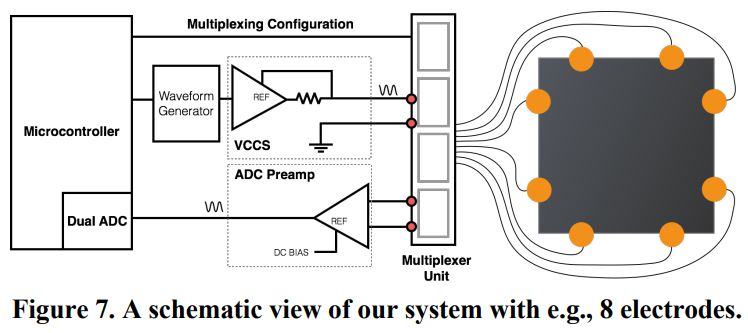 Multiplexing Configuration
Microcontroller
Waveform
Generator
REF
VCCS
ADC Preamp
Dual ADC
REF
DC BIAS
Multiplexer
Unit
Figure 7. A schematic view of our system with e.g., 8 electrodes.